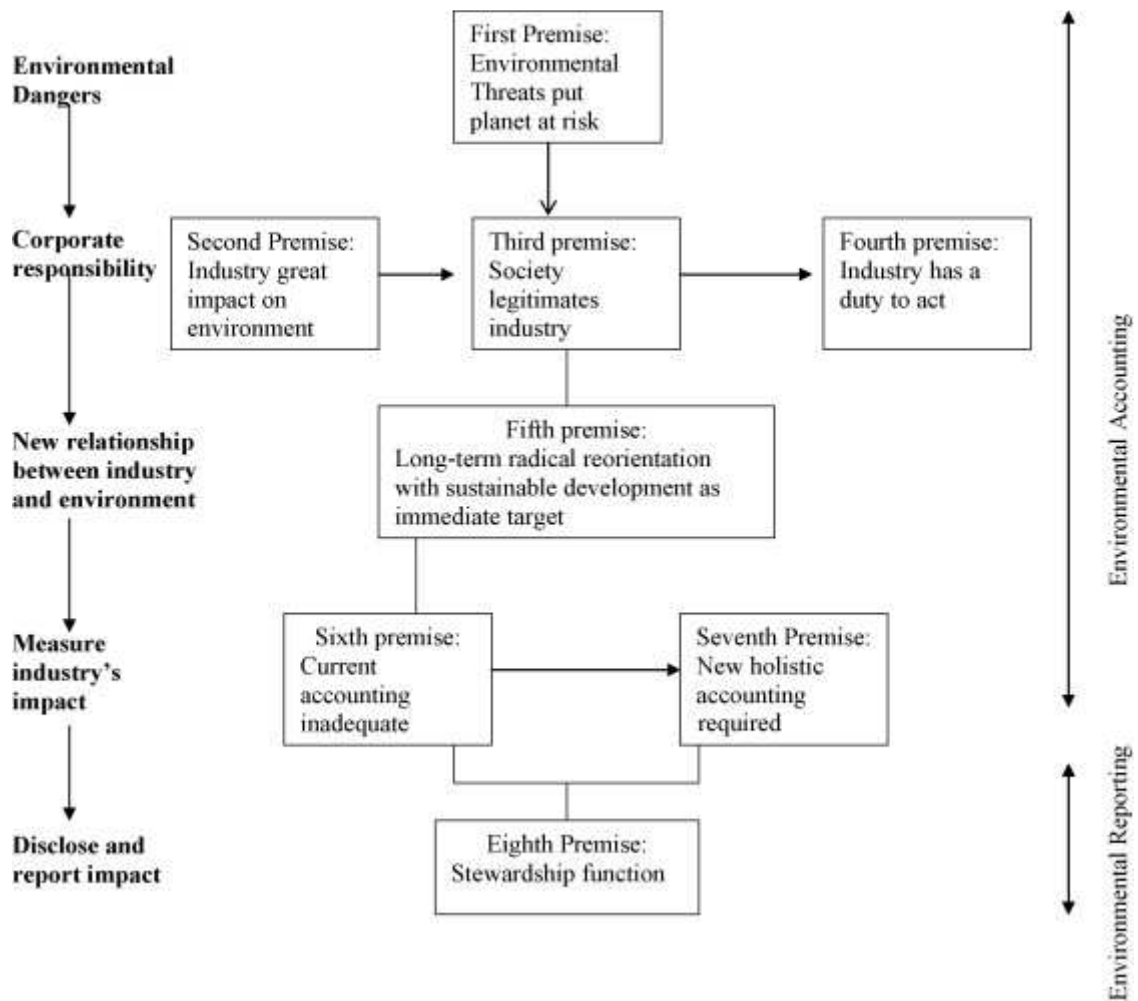 First Premise:
Environmental
Threats put
planet at risk
Environmental
Dangers
Corporate
responsibility
Second Premise:
Industry great
impact on
environment
Third premise:
Society
legitimates
industry
Fourth premise:
Industry has a
duty to act
New relationship
between industry
and environment
Fifth premise:
Long-term radical reorientation
with sustainable development as
immediate target
Measure
industry's
impact
Sixth premise:
Current
accounting
inadequate
Seventh Premise:
New holistic
accounting
required
Disclose and
report impact
Eighth Premise:
Stewardship function
Environmental Accounting
Environmental Reporting